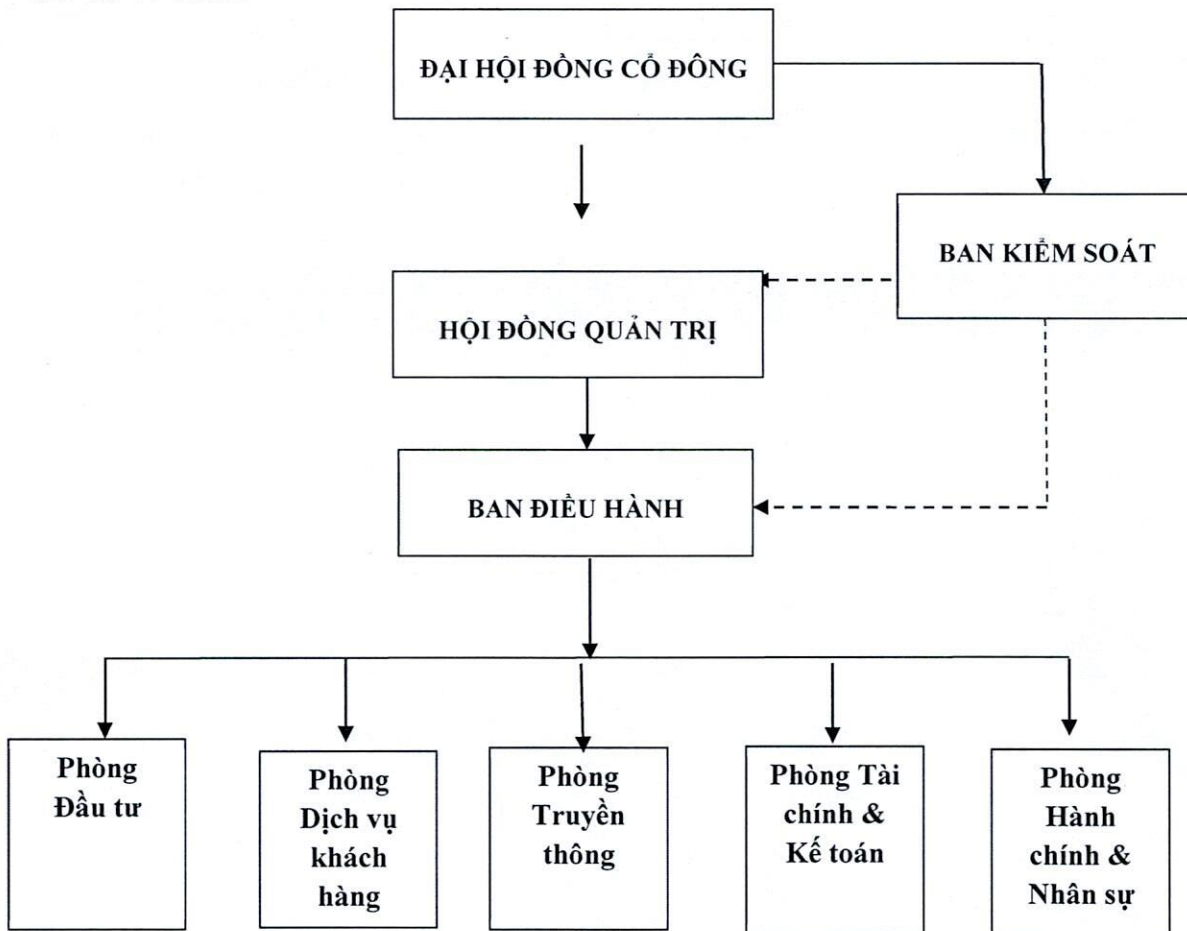 ĐẠI HỘI ĐỒNG CỔ ĐÔNG
BAN KIỂM SOÁT
HỘI ĐỒNG QUẢN TRỊ
BAN ĐIỀU HÀNH
Phòng
Đầu tư
Phòng
Dịch vụ
khách
hàng
Phòng
Truyền
thông
Phòng Tài
chính &
Kế toán
Phòng
Hành
chính &
Nhân sự